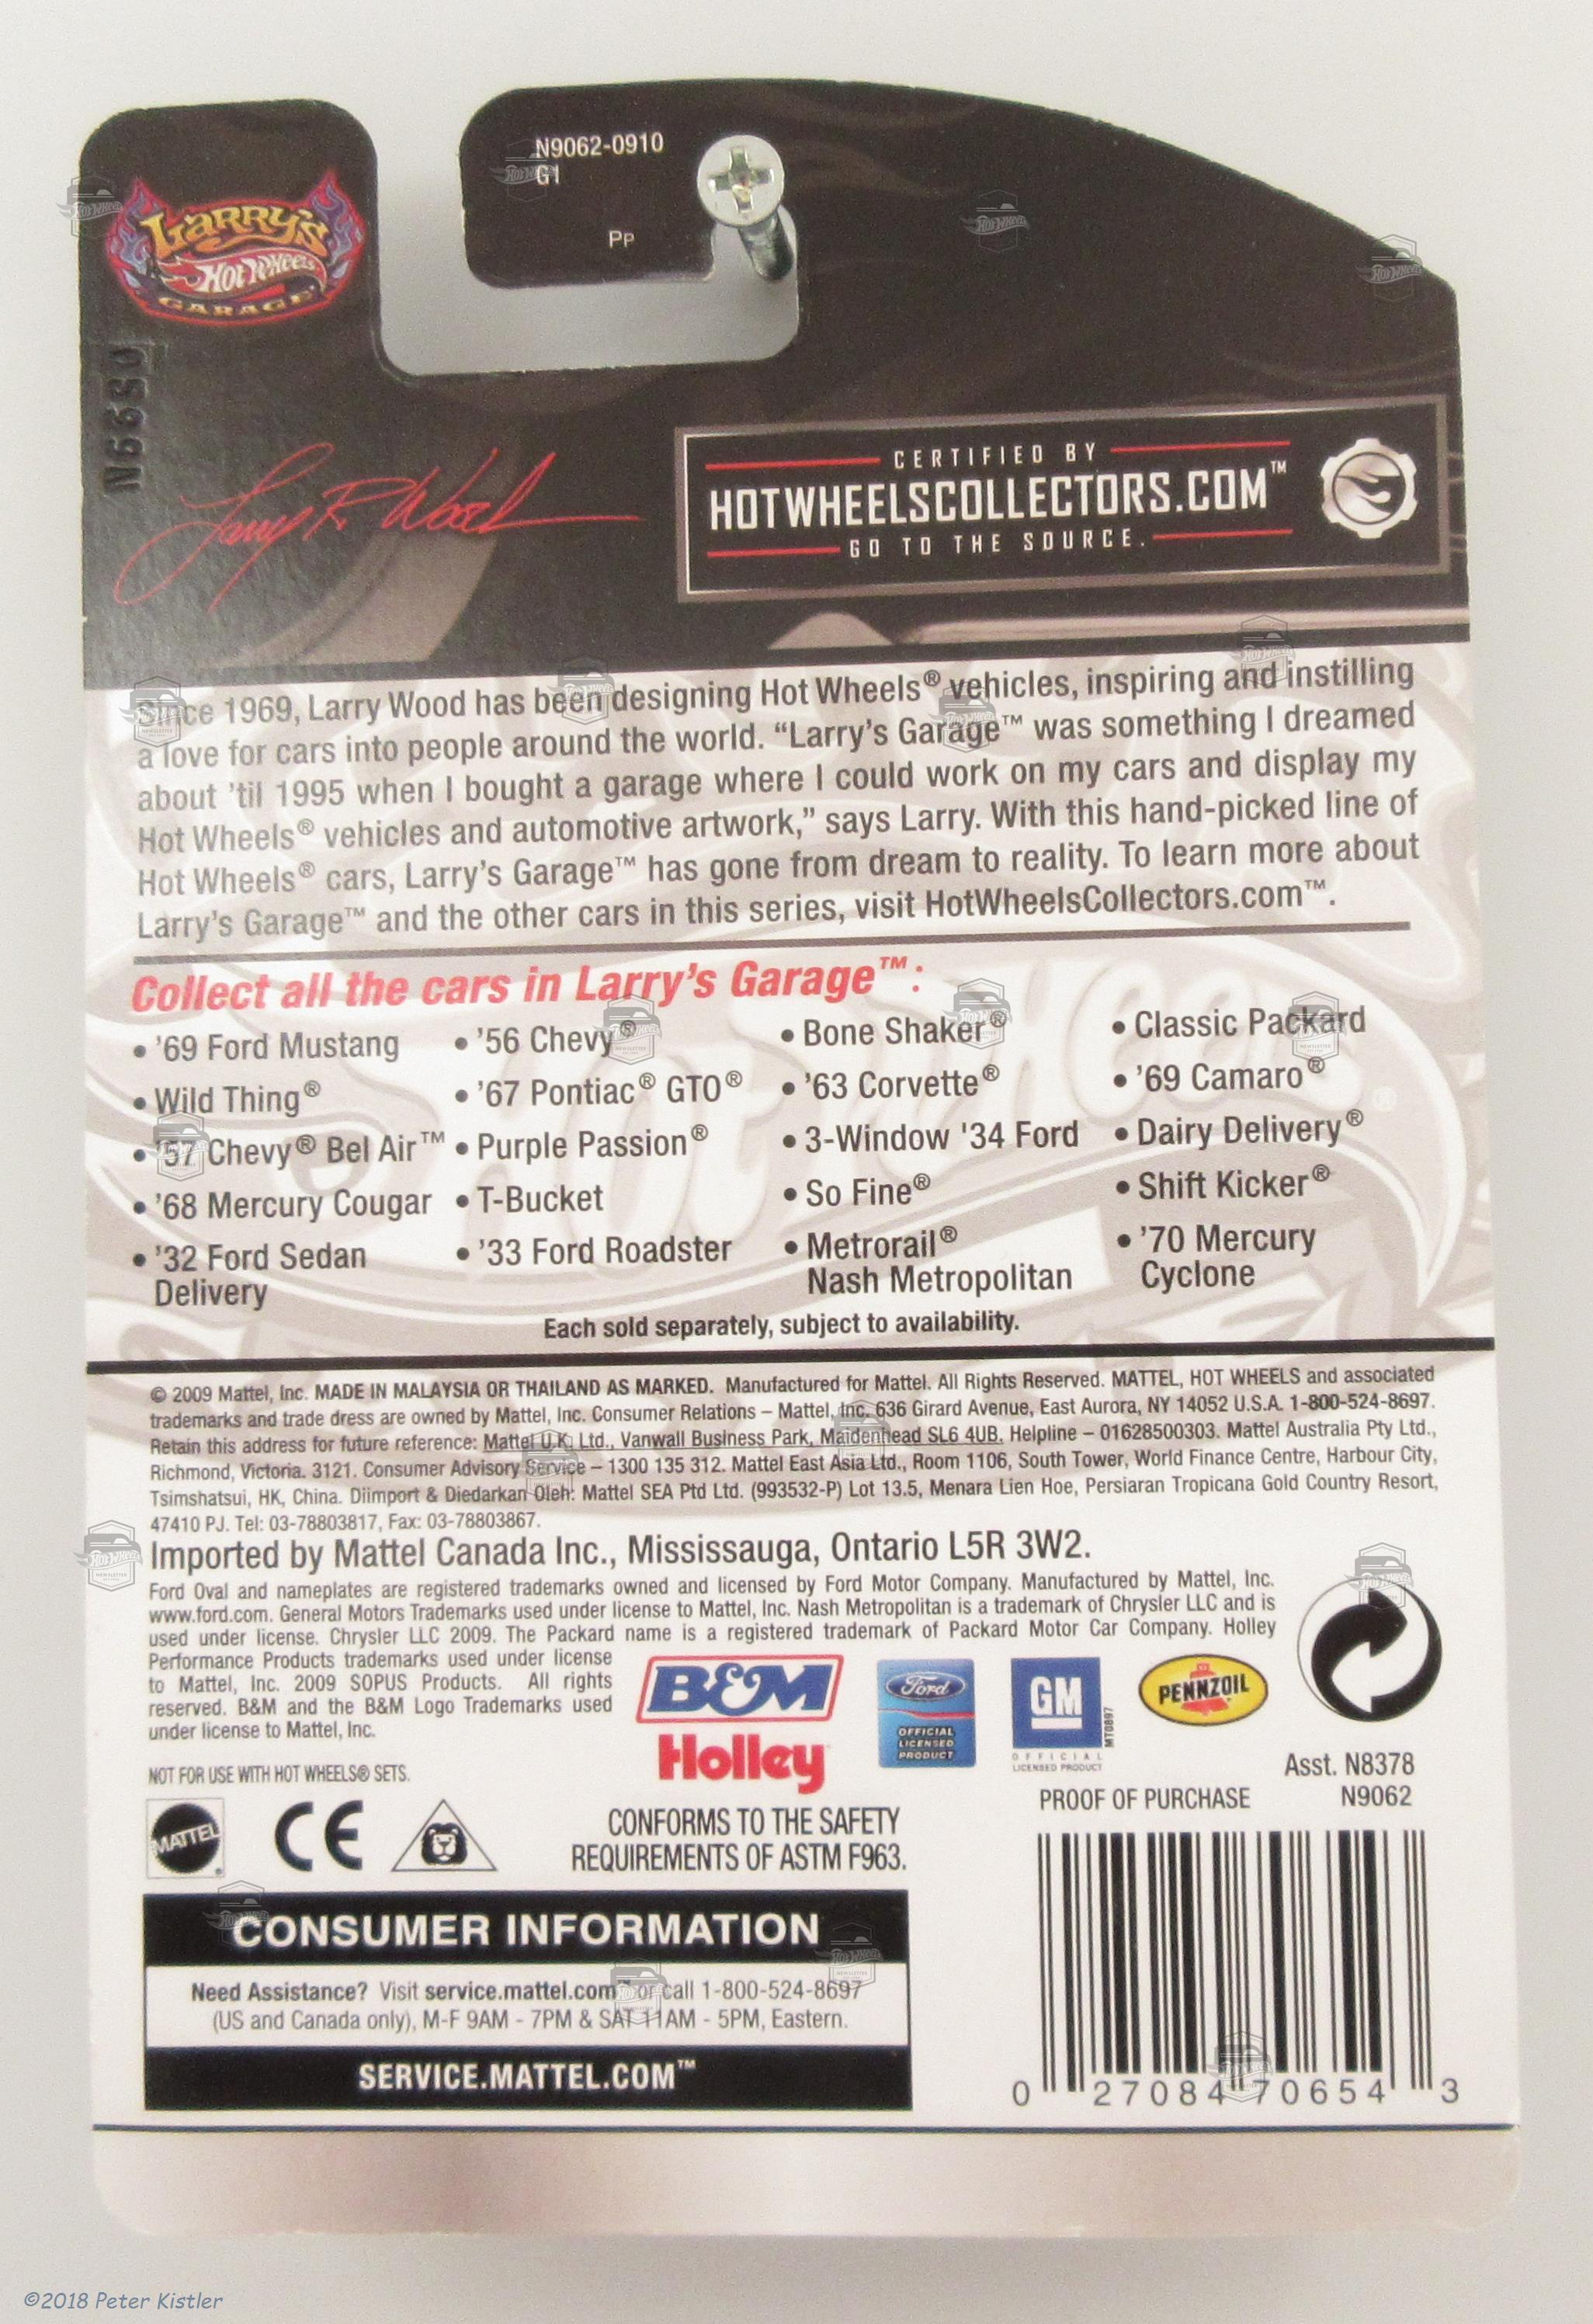 N9062-0910
G1
Pp
Larry's
Hot Wheels
GARAGE
Larry R. Wood
CERTIFIED BY
HOTWHEELSCOLLECTORS.COM™
GO TO THE SOURCE.
Since 1969, Larry Wood has been designing Hot Wheels® vehicles, inspiring and instilling
a love for cars into people around the world. “Larry’s Garage™ was something I dreamed
about ’til 1995 when I bought a garage where I could work on my cars and display my
Hot Wheels® vehicles and automotive artwork,” says Larry. With this hand-picked line of
Hot Wheels® cars, Larry’s Garage™ has gone from dream to reality. To learn more about
Larry’s Garage™ and the other cars in this series, visit HotWheelsCollectors.com™.
Collect all the cars in Larry’s Garage™:
• ’69 Ford Mustang
• Wild Thing®
• ’57 Chevy® Bel Air™
• ’68 Mercury Cougar
• ’32 Ford Sedan
Delivery
• ’56 Chevy®
• ’67 Pontiac® GTO®
• Purple Passion®
• T-Bucket
• ’33 Ford Roadster
• Bone Shaker®
• ’63 Corvette®
• 3-Window '34 Ford
• So Fine®
• Metrorail®
Nash Metropolitan
• Classic Packard
• ’69 Camaro®
• Dairy Delivery®
• Shift Kicker®
• ’70 Mercury
Cyclone
Each sold separately, subject to availability.
© 2009 Mattel, Inc. MADE IN MALAYSIA OR THAILAND AS MARKED. Manufactured for Mattel. All Rights Reserved. MATTEL, HOT WHEELS and associated
trademarks and trade dress are owned by Mattel, Inc. Consumer Relations – Mattel, Inc. 636 Girard Avenue, East Aurora, NY 14052 U.S.A. 1-800-524-8697.
Retain this address for future reference: Mattel U.K. Ltd., Vanwall Business Park, Maidenhead SL6 4UB. Helpline – 01628500303. Mattel Australia Pty Ltd.,
Richmond, Victoria. 3121. Consumer Advisory Service – 1300 135 312. Mattel East Asia Ltd., Room 1106, South Tower, World Finance Centre, Harbour City,
Tsimshatsui, HK, China. Diimport & Diedarkan Oleh: Mattel SEA Ptd Ltd. (993532-P) Lot 13.5, Menara Lien Hoe, Persiaran Tropicana Gold Country Resort,
47410 PJ. Tel: 03-78803817, Fax: 03-78803867.
Imported by Mattel Canada Inc., Mississauga, Ontario L5R 3W2.
Ford Oval and nameplates are registered trademarks owned and licensed by Ford Motor Company. Manufactured by Mattel, Inc.
www.ford.com. General Motors Trademarks used under license to Mattel, Inc. Nash Metropolitan is a trademark of Chrysler LLC and is
used under license. Chrysler LLC 2009. The Packard name is a registered trademark of Packard Motor Car Company. Holley
Performance Products trademarks used under license
to Mattel, Inc. 2009 SOPUS Products. All rights
reserved. B&M and the B&M Logo Trademarks used
under license to Mattel, Inc.
B&M
Holley
Ford
OFFICIAL
LICENSED
PRODUCT
GM
MT0897
OFFICIAL
LICENSED PRODUCT
PENNZOIL
NOT FOR USE WITH HOT WHEELS® SETS.
MATTEL
CE
CONFORMS TO THE SAFETY
REQUIREMENTS OF ASTM F963.
Asst. N8378
N9062
PROOF OF PURCHASE
CONSUMER INFORMATION
Need Assistance? Visit service.mattel.com™ or call 1-800-524-8697
(US and Canada only), M-F 9AM - 7PM & SAT 11AM - 5PM, Eastern.
SERVICE.MATTEL.COM™
0 27084 70654 3
©2018 Peter Kistler